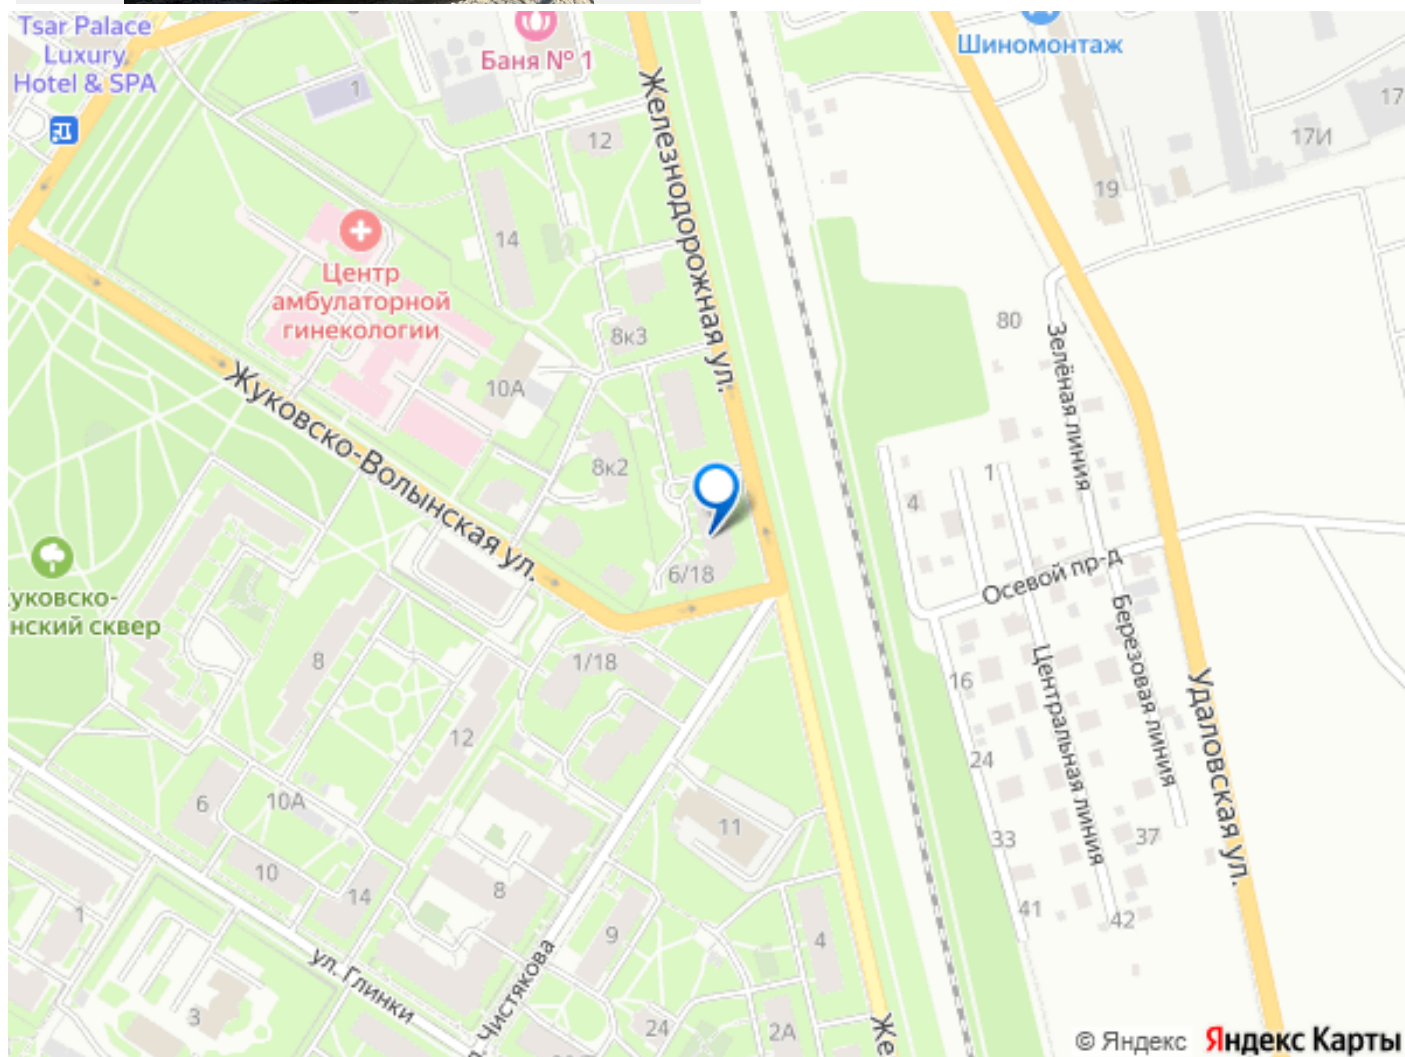 Tsar Palace
Luxury
Hotel & SPA
Баня № 1
Шиномонтаж
1
12
17
17И
19
Железнодорожная ул.
14
Центр
амбулаторной
гинекологии
80
8к3
Зелёная линия
10А
Жуковско-Волынская ул.
8к2
1
4
6/18
Осевой пр-д
уковско-
нский сквер
Березовая линия
8
1/18
16
Центральная линия
Удаловская ул.
12
24
6
10А
11
33
37
10
14
8
1
41
42
9
4
ул. Глинки
Чистякова
3
24
2А
Же
© Яндекс
Яндекс Карты